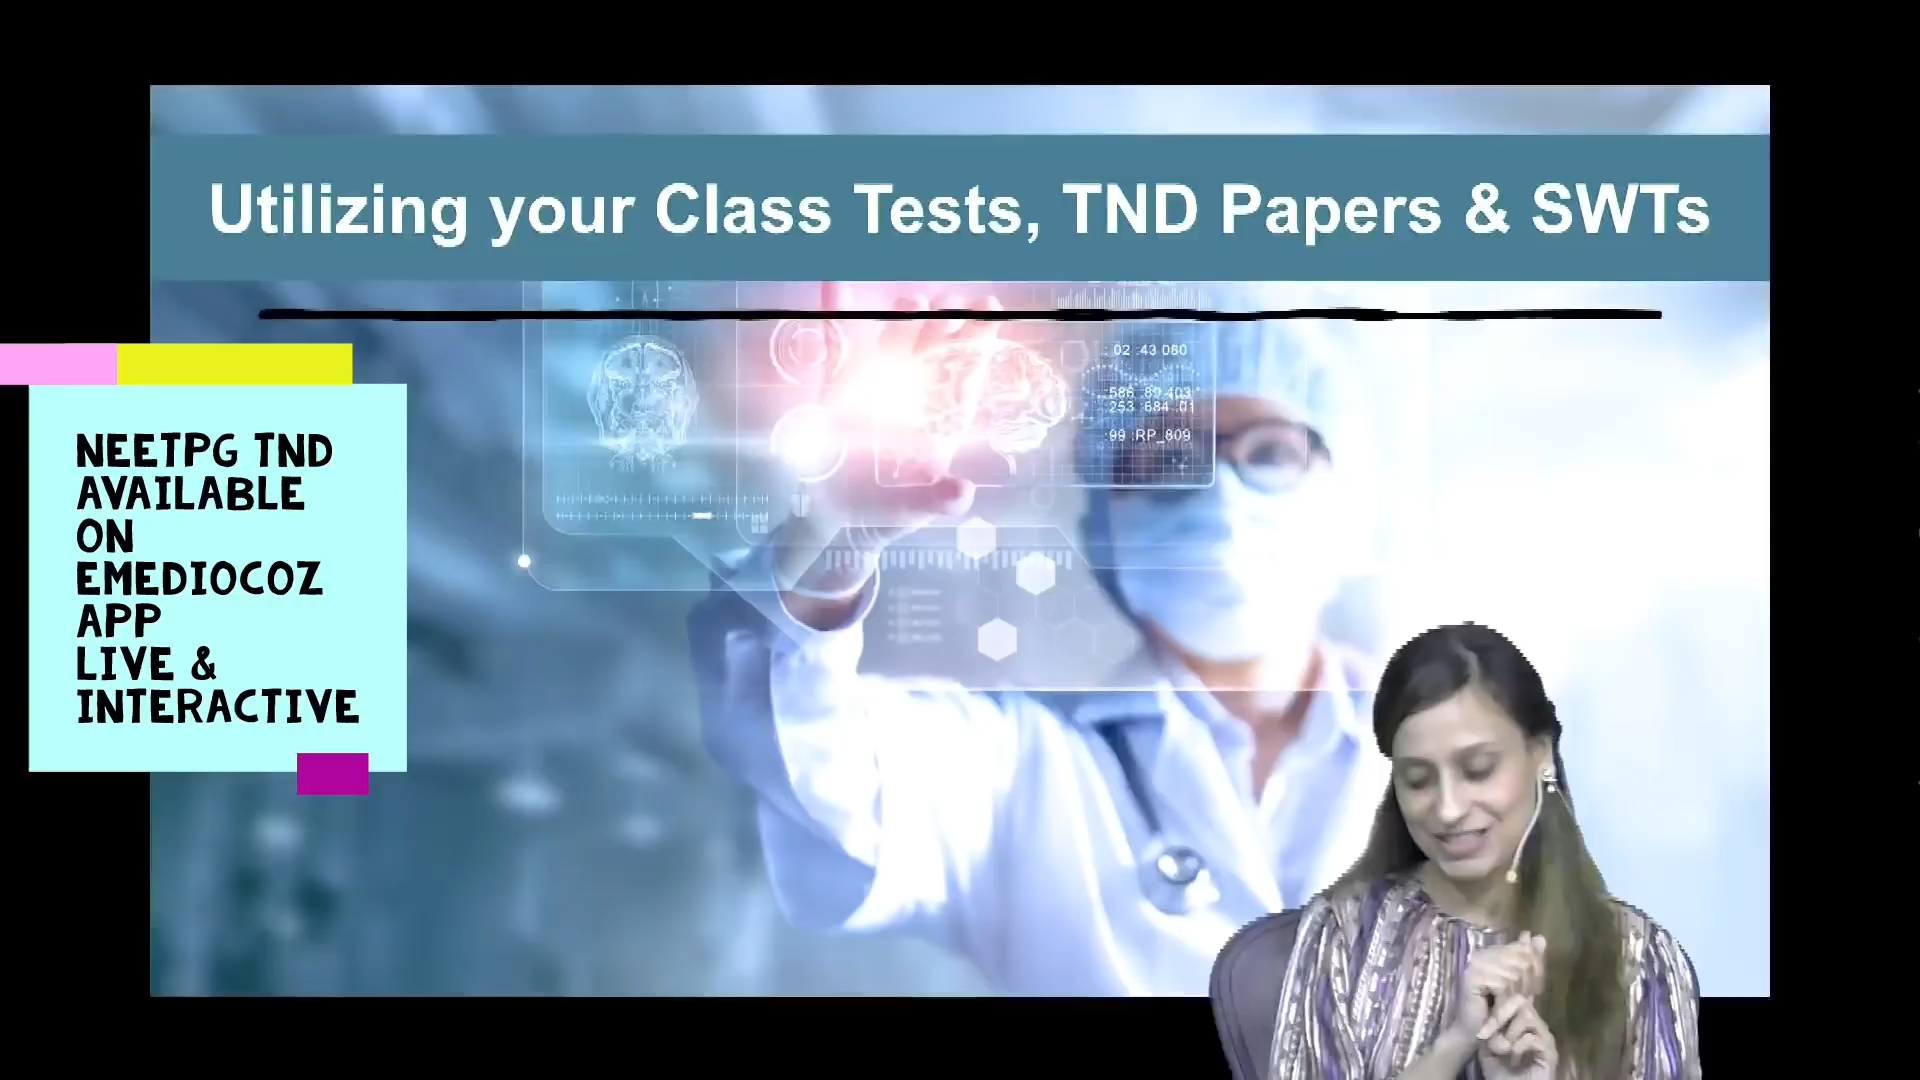 Utilizing your Class Tests, TND Papers & SWTs
NEETPG TND
AVAILABLE
ON
EMEDIOCOZ
APP
LIVE &
INTERACTIVE
: 02 :43 080
:586 :89 403
253 :684 .01
:99 :RP_809